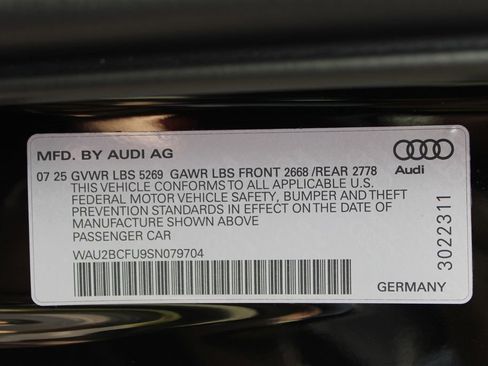 MFD. BY AUDI AG
Audi
07 25 GVWR LBS 5269 GAWR LBS FRONT 2668 /REAR 2778
THIS VEHICLE CONFORMS TO ALL APPLICABLE U.S.
FEDERAL MOTOR VEHICLE SAFETY, BUMPER AND THEFT
PREVENTION STANDARDS IN EFFECT ON THE DATE OF
MANUFACTURE SHOWN ABOVE
PASSENGER CAR
WAU2BCFU9SN079704
3022311
GERMANY